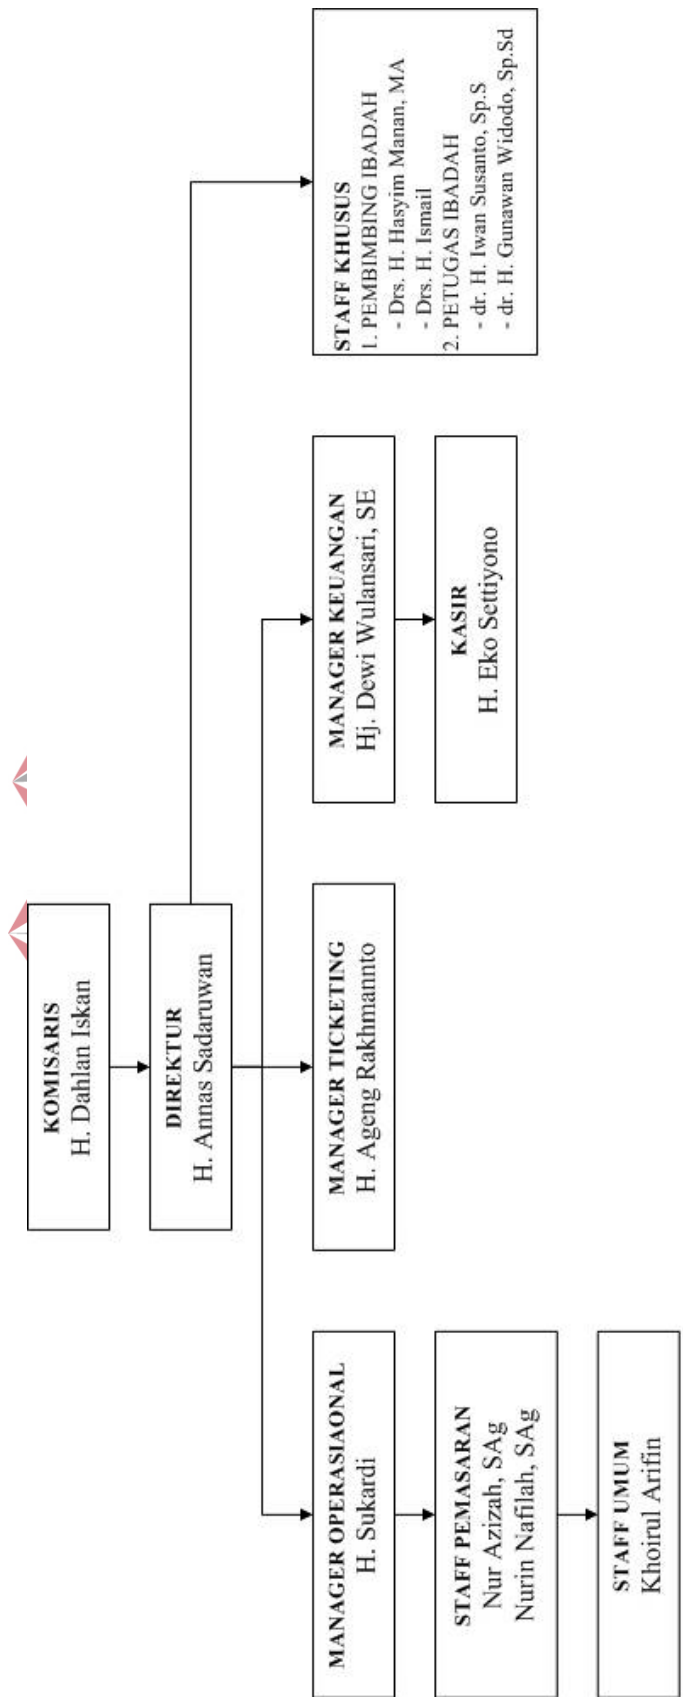 KOMISARIS
H. Dahlan Iskan
DIREKTUR
H. Annas Sadaruwan
MANAGER OPERASIAONAL
H. Sukardi
MANAGER TICKETING
H. Ageng Rakhmannto
MANAGER KEUANGAN
Hj. Dewi Wulansari, SE
STAFF KHUSUS
1. PEMBIMBING IBADAH
- Drs. H. Hasyim Manan, MA
- Drs. H. Ismail
2. PETUGAS IBADAH
- dr. H. Iwan Susanto, Sp.S
- dr. H. Gunawan Widodo, Sp.Sd
STAFF PEMASARAN
Nur Azizah, SAg
Nurin Nafilah, SAg
KASIR
H. Eko Settiyono
STAFF UMUM
Khoirul Arifin